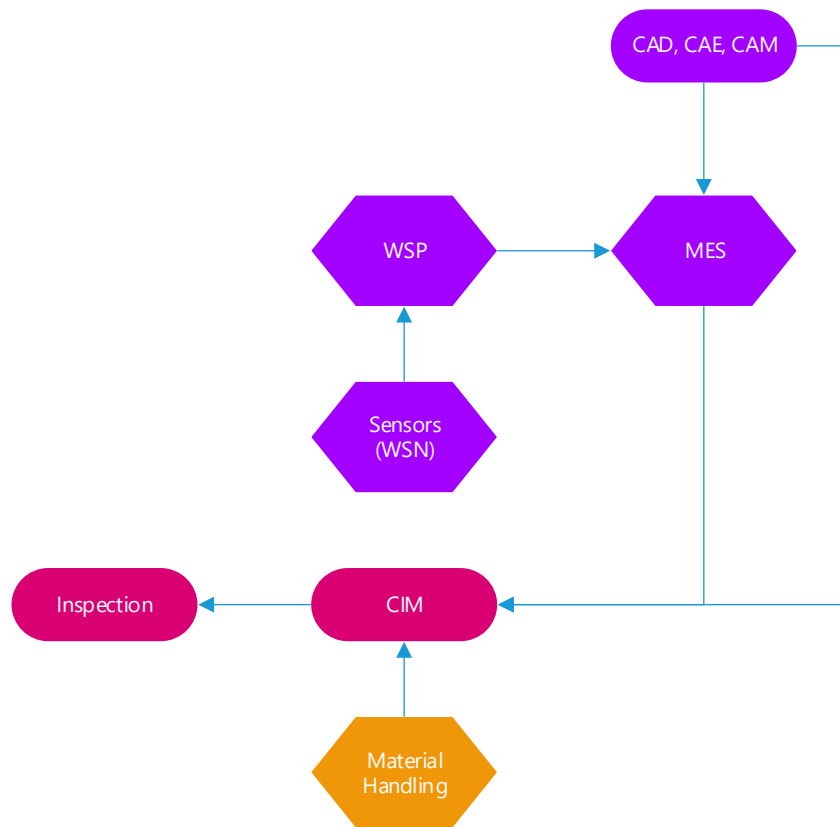 CAD, CAE, CAM
WSP
MES
Sensors
(WSN)
Inspection
CIM
Material
Handling